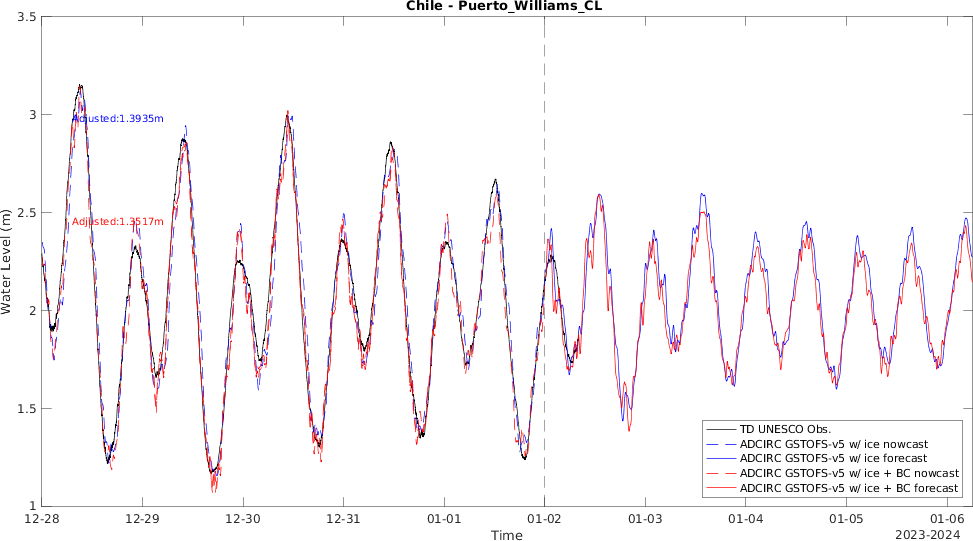 Chile - Puerto_Williams_CL
3.5
3
2.5
2
1.5
1
Water Level (m)
Adjusted:1.3935m
Adjusted:1.3517m
TD UNESCO Obs.
ADCIRC GSTOFS-v5 w/ ice nowcast
ADCIRC GSTOFS-v5 w/ ice forecast
ADCIRC GSTOFS-v5 w/ ice + BC nowcast
ADCIRC GSTOFS-v5 w/ ice + BC forecast
12-28 12-29 12-30 12-31 01-01 01-02 01-03 01-04 01-05 01-06
Time
2023-2024